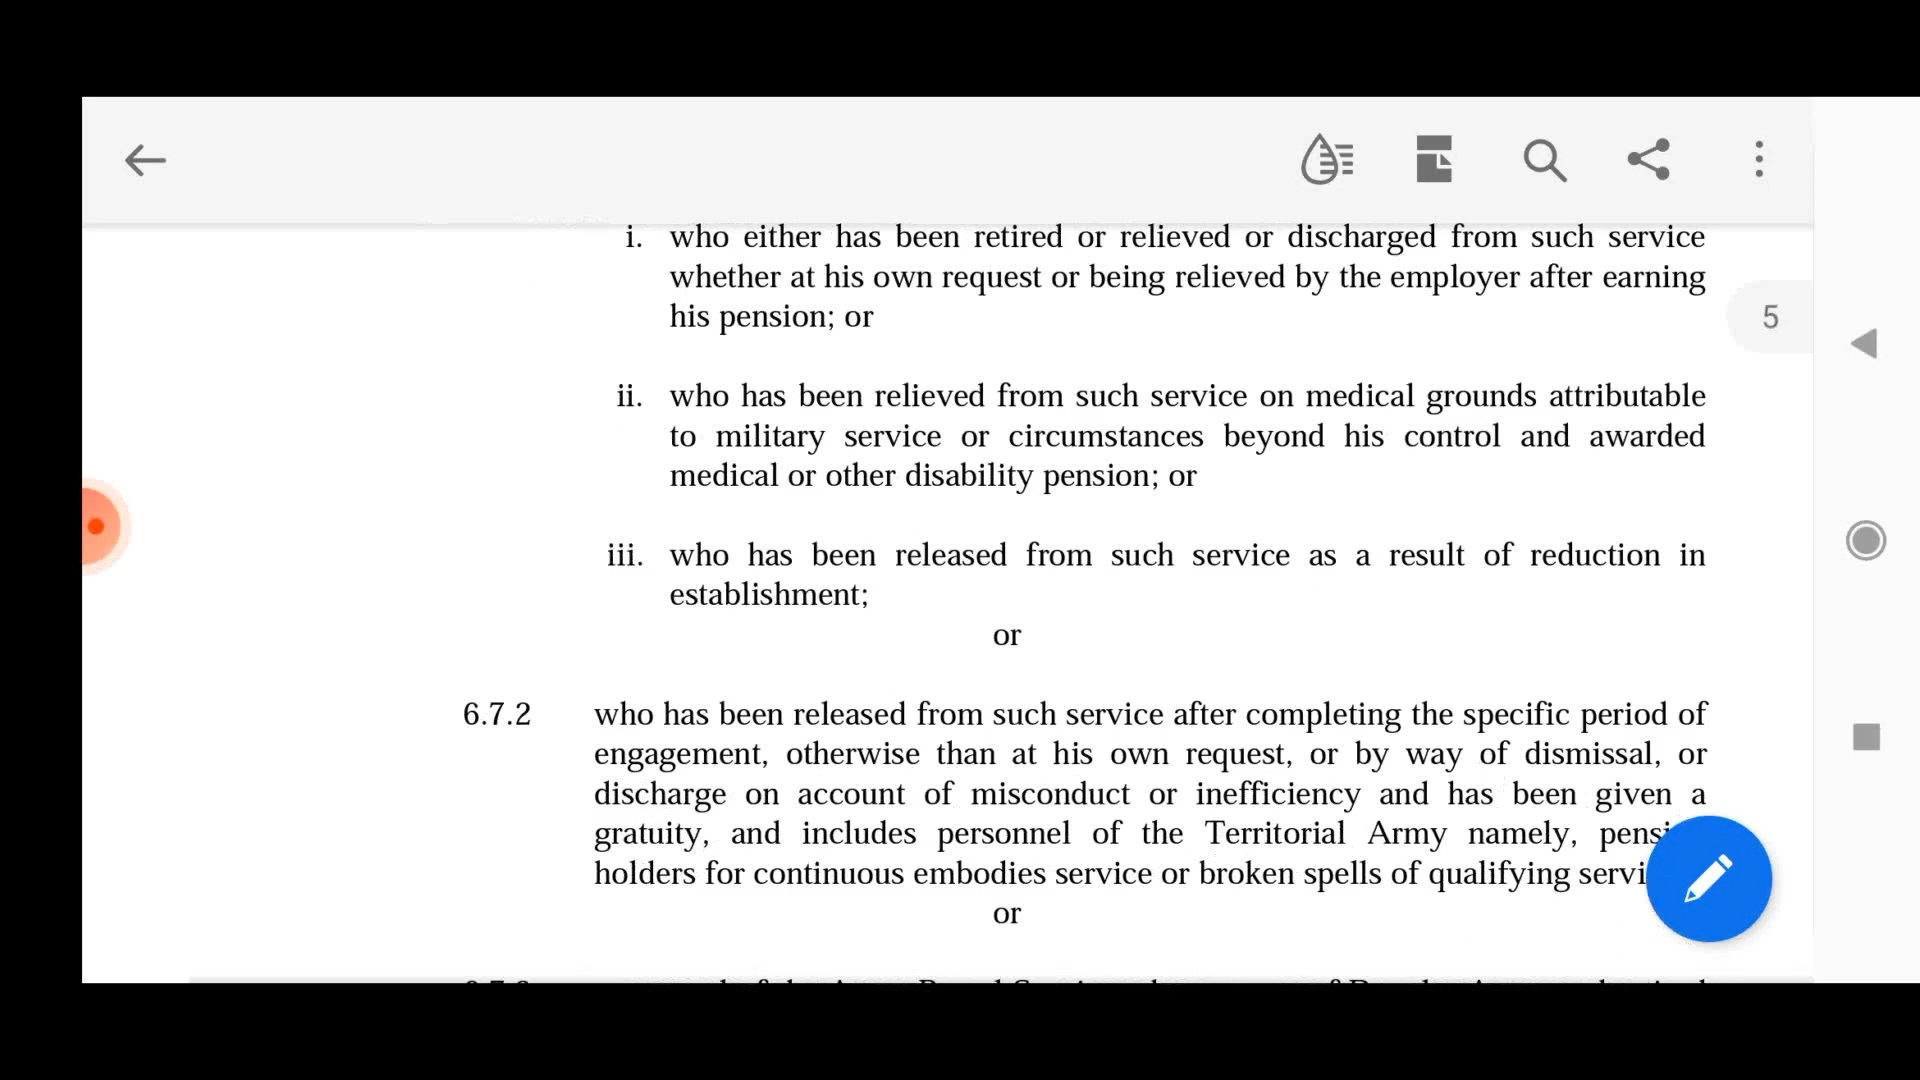 i. who either has been retired or relieved or discharged from such service
whether at his own request or being relieved by the employer after earning
his pension; or
5
ii. who has been relieved from such service on medical grounds attributable
to military service or circumstances beyond his control and awarded
medical or other disability pension; or
iii. who has been released from such service as a result of reduction in
establishment;
or
6.7.2 who has been released from such service after completing the specific period of
engagement, otherwise than at his own request, or by way of dismissal, or
discharge on account of misconduct or inefficiency and has been given a
gratuity, and includes personnel of the Territorial Army namely,
holders for continuous embodies service or broken spells of qualifying
or